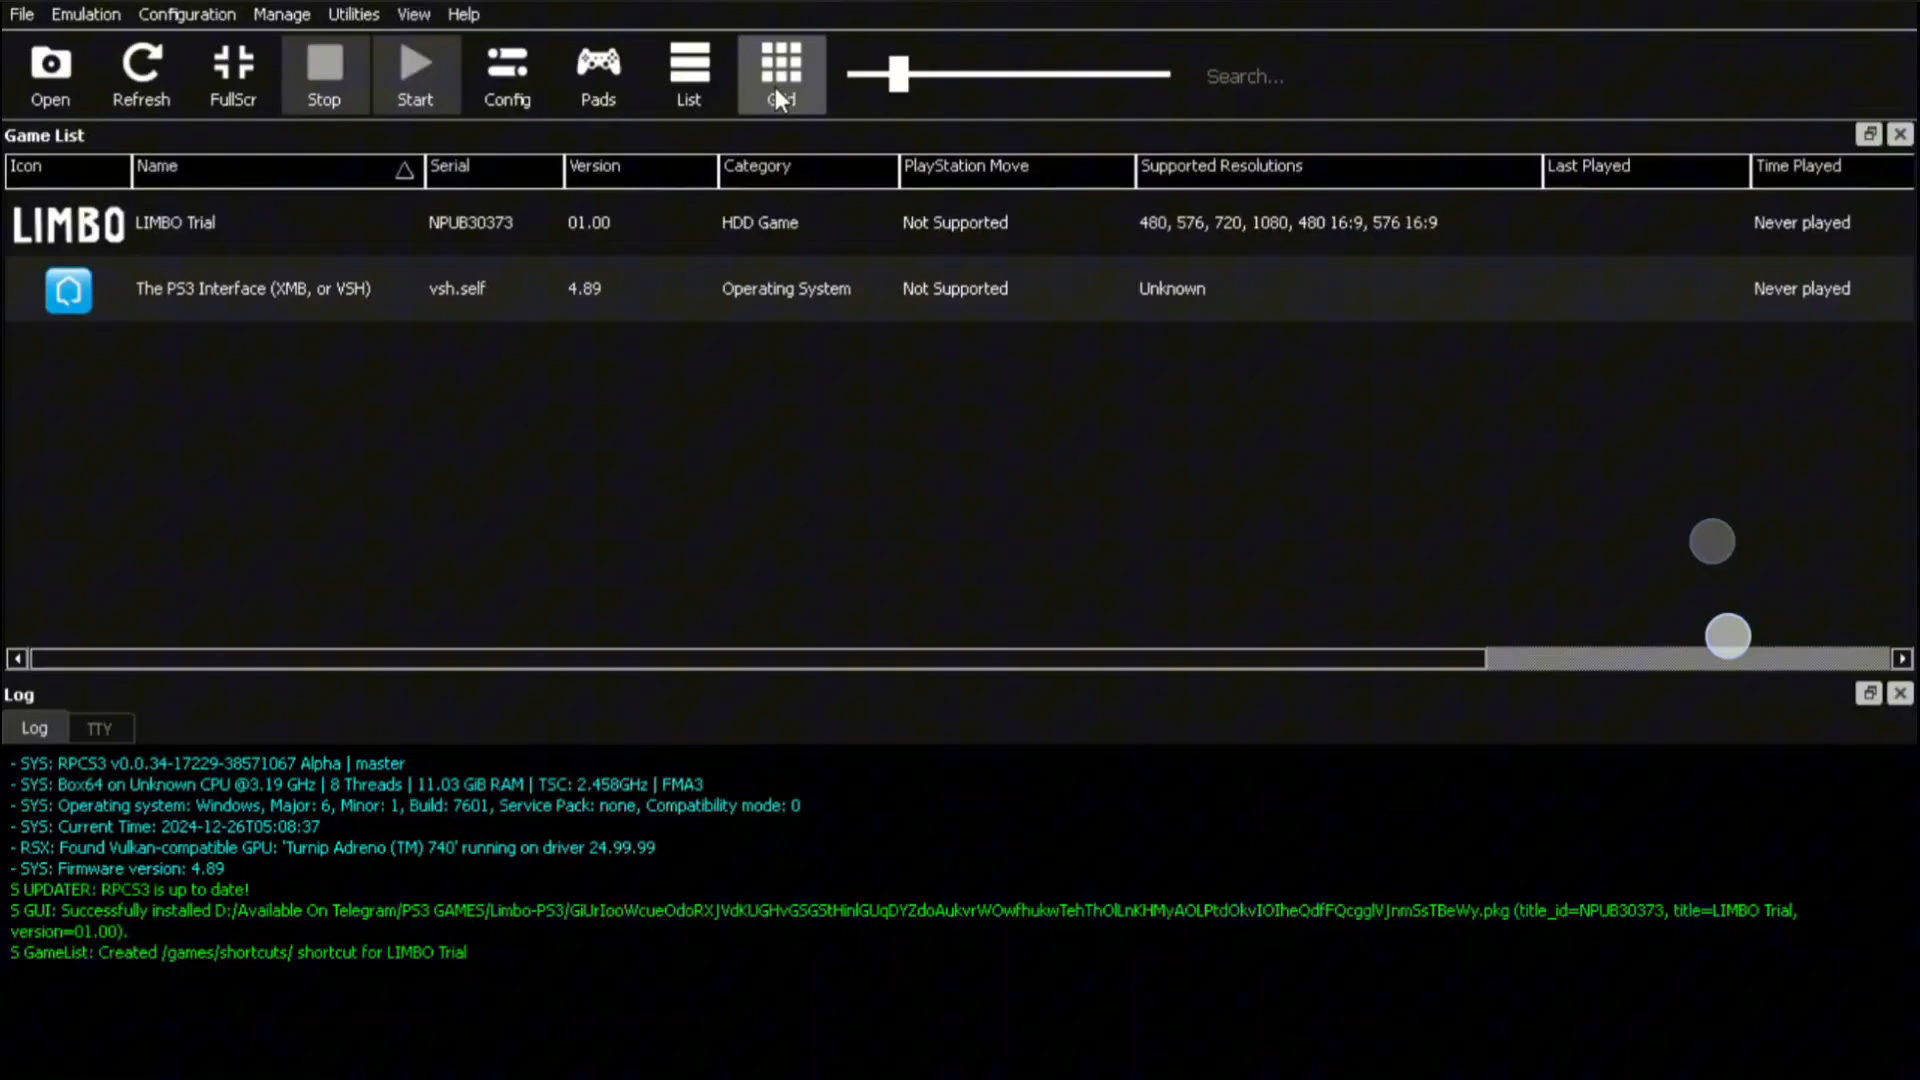 File Emulation Configuration Manage Utilities View Help
Open Refresh FullScr Stop Start Config Pads List Search...
Game List
Icon Name Serial Version Category PlayStation Move Supported Resolutions Last Played Time Played
LIMBO LIMBO Trial NPUB30373 01.00 HDD Game Not Supported 480, 576, 720, 1080, 480 16:9, 576 16:9 Never played
The PS3 Interface (XMB, or VSH) vsh.self 4.89 Operating System Not Supported Unknown Never played
Log
Log TTY
- SYS: RPCS3 v0.0.34-17229-38571067 Alpha | master
- SYS: Box64 on Unknown CPU @3.19 GHz | 8 Threads | 11.03 GiB RAM | TSC: 2.458GHz | FMA3
- SYS: Operating system: Windows, Major: 6, Minor: 1, Build: 7601, Service Pack: none, Compatibility mode: 0
- SYS: Current Time: 2024-12-26T05:08:37
- RSX: Found Vulkan-compatible GPU: 'Turnip Adreno (TM) 740' running on driver 24.99.99
- SYS: Firmware version: 4.89
S UPDATER: RPCS3 is up to date!
S GUI: Successfully installed D:/Available On Telegram/PS3 GAMES/Limbo-PS3/ (title_id=NPUB30373, title=LIMBO Trial,
version=01.00).
S GameList: Created /games/shortcuts/ shortcut for LIMBO Trial